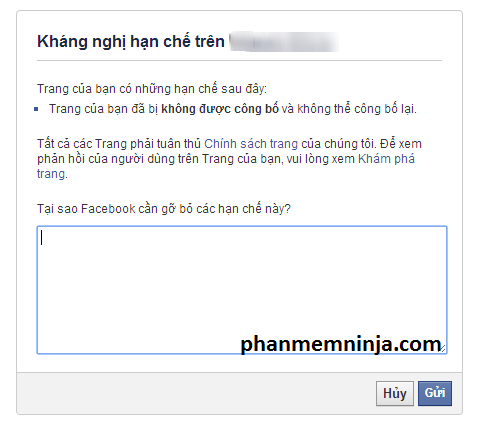 Kháng nghị hạn chế trên
Trang của bạn có những hạn chế sau đây:
Trang của bạn đã bị không được công bố và không thể công bố lại.
Tất cả các Trang phải tuân thủ Chính sách trang của chúng tôi. Để xem
phản hồi của người dùng trên Trang của bạn, vui lòng xem Khám phá
trang.
Tại sao Facebook cần gỡ bỏ các hạn chế này?
phanmemninja.com
Hủy Gửi